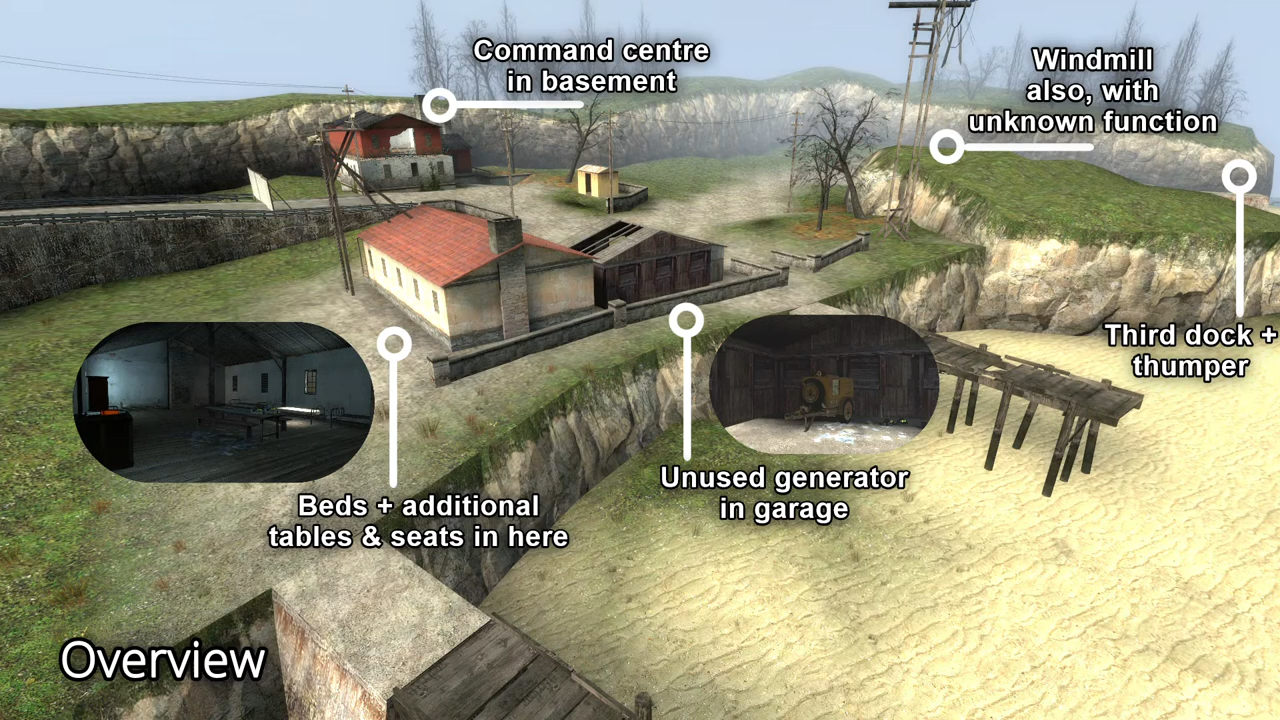 Command centre
in basement
Windmill
also, with
unknown function
Third dock +
thumper
Beds + additional
tables & seats in here
Unused generator
in garage
Overview